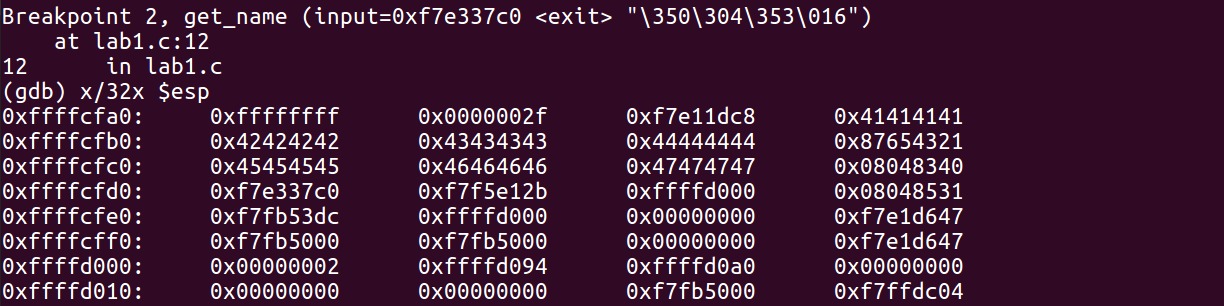 Breakpoint 2, get_name (input=0xf7e337c0 <exit> "\350\304\353\016")
    at lab1.c:12
12      in lab1.c
(gdb) x/32x $esp
0xffffcfa0:     0xffffffff      0x0000002f      0xf7e11dc8      0x41414141
0xffffcfb0:     0x42424242      0x43434343      0x44444444      0x87654321
0xffffcfc0:     0x45454545      0x46464646      0x47474747      0x08048340
0xffffcfd0:     0xf7e337c0      0xf7f5e12b      0xffffd000      0x08048531
0xffffcfe0:     0xf7fb53dc      0xffffd000      0x00000000      0xf7e1d647
0xffffcff0:     0xf7fb5000      0xf7fb5000      0x00000000      0xf7e1d647
0xffffd000:     0x00000002      0xffffd094      0xffffd0a0      0x00000000
0xffffd010:     0x00000000      0x00000000      0xf7fb5000      0xf7ffdc04